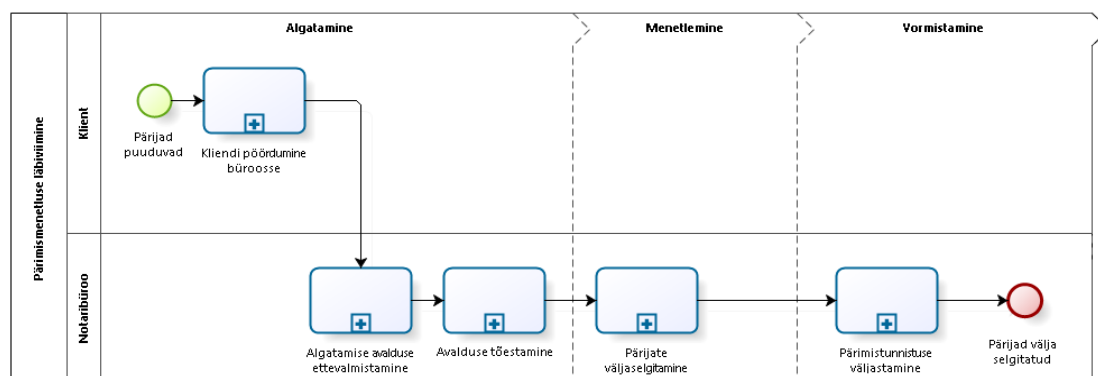 Algatamine
Menetlemine
Vormistamine
Pärimismenetluse läbiviimine
Klient
Pärijad
puuduvad
Kliendi pöördumine
büroosse
Notaribüroo
Algatamise avalduse
ettevalmistamine
Avalduse tõestamine
Pärijate
väljaselgitamine
Pärimistunnistuse
väljastamine
Pärijad välja
selgitatud